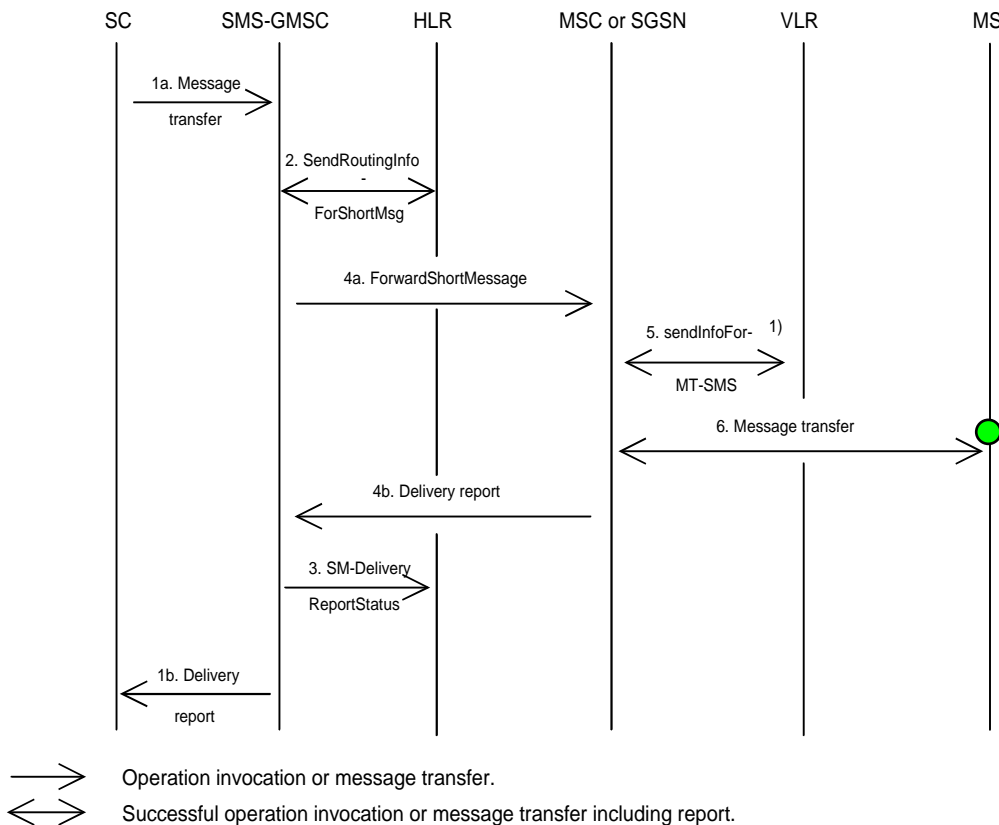 SC SMS-GMSC HLR MSC or SGSN VLR MS
1a. Message
transfer
2. SendRoutingInfo
-
ForShortMsg
4a. ForwardShortMessage
5. sendInfoFor- 1)
MT-SMS
6. Message transfer
4b. Delivery report
3. SM-Delivery
ReportStatus
1b. Delivery
report
Operation invocation or message transfer.
Successful operation invocation or message transfer including report.